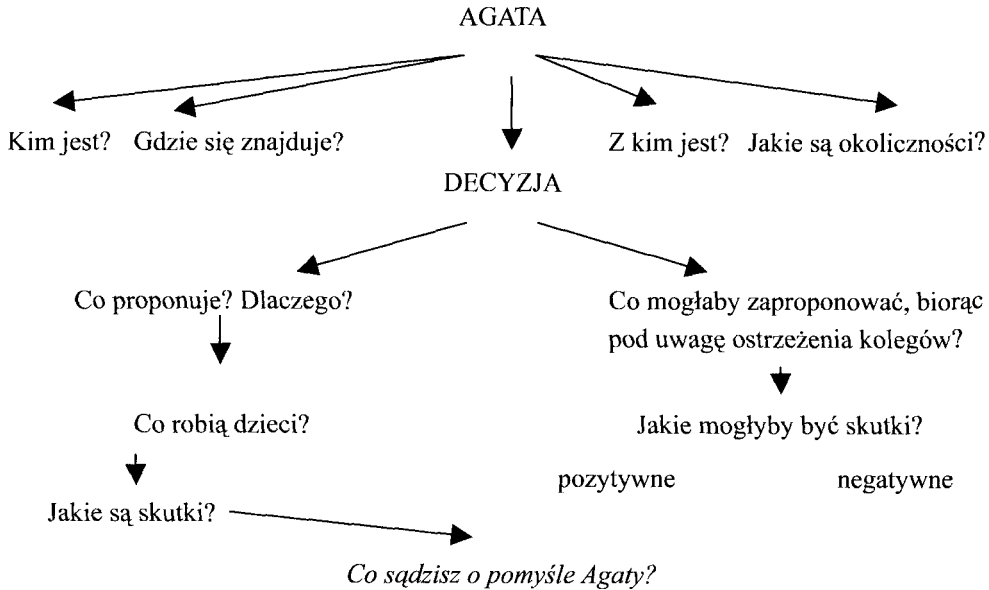 AGATA
Kim jest? Gdzie się znajduje? Z kim jest? Jakie są okoliczności?
DECYZJA
Co proponuje? Dlaczego?
Co mogłaby zaproponować, biorąc
pod uwagę ostrzeżenia kolegów?
Co robią dzieci?
Jakie mogłyby być skutki?
pozytywne negatywne
Jakie są skutki?
Co sądzisz o pomyśle Agaty?